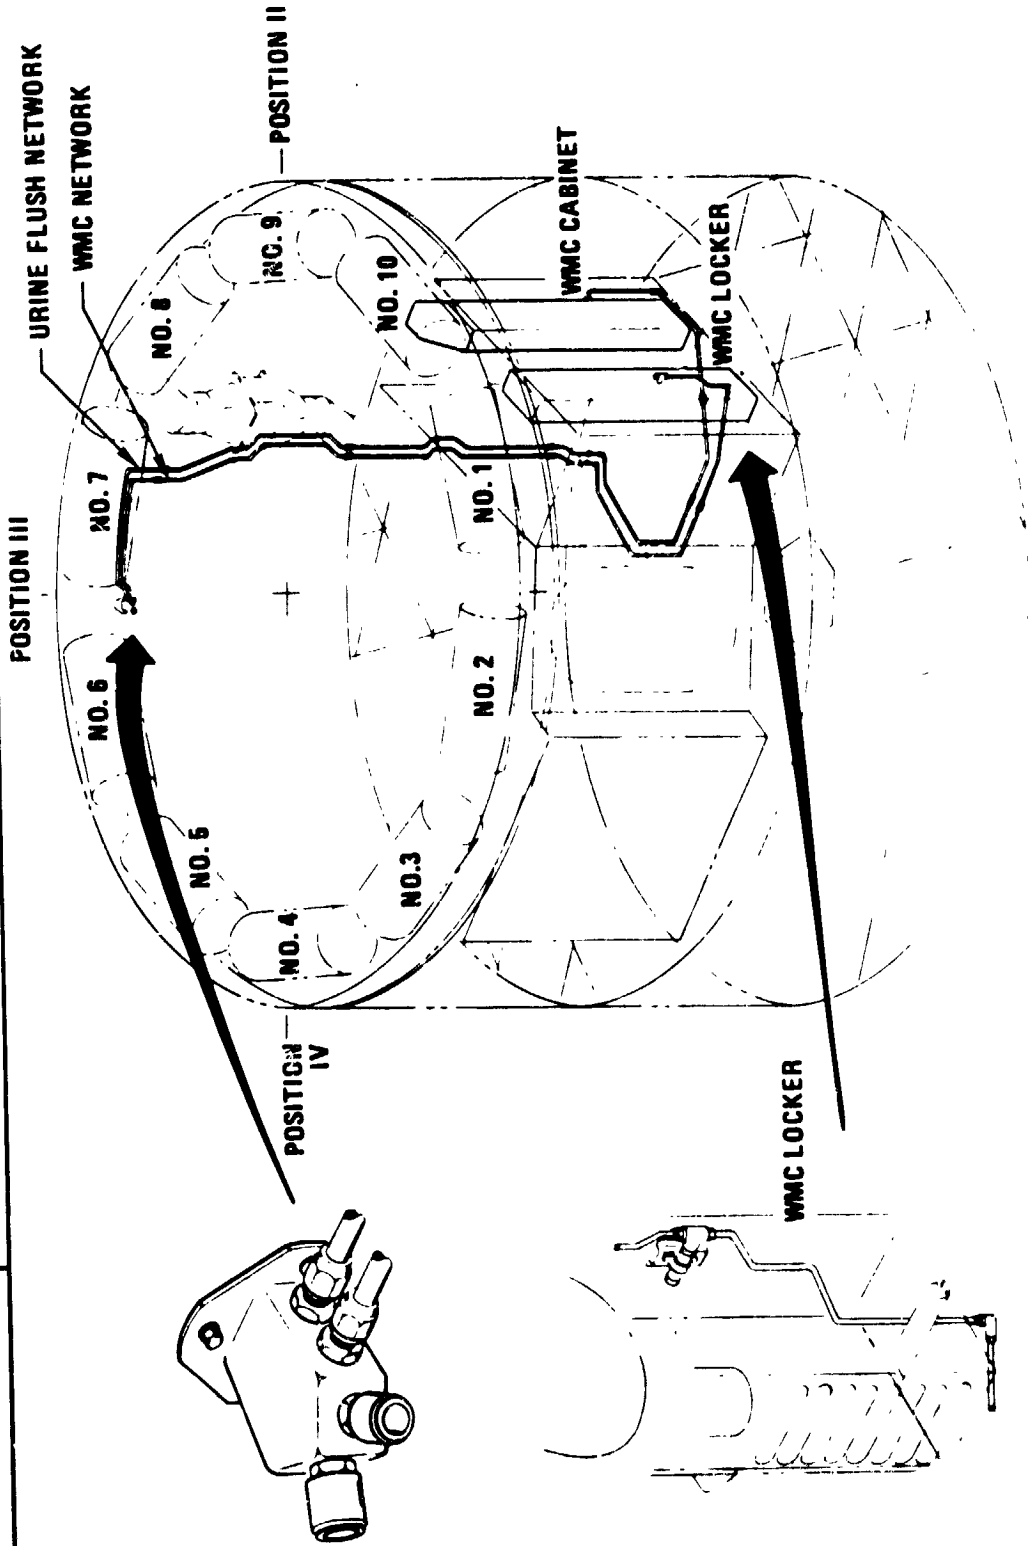 POSITION III
URINE FLUSH NETWORK
WMC NETWORK
POSITION II
NO. 6
NO. 7
NO. 8
NO. 9
NO. 5
NO. 10
NO. 4
NO.3
NO. 2
NO. 1
POSITION
IV
WMC CABINET
WMC LOCKER
WMC LOCKER